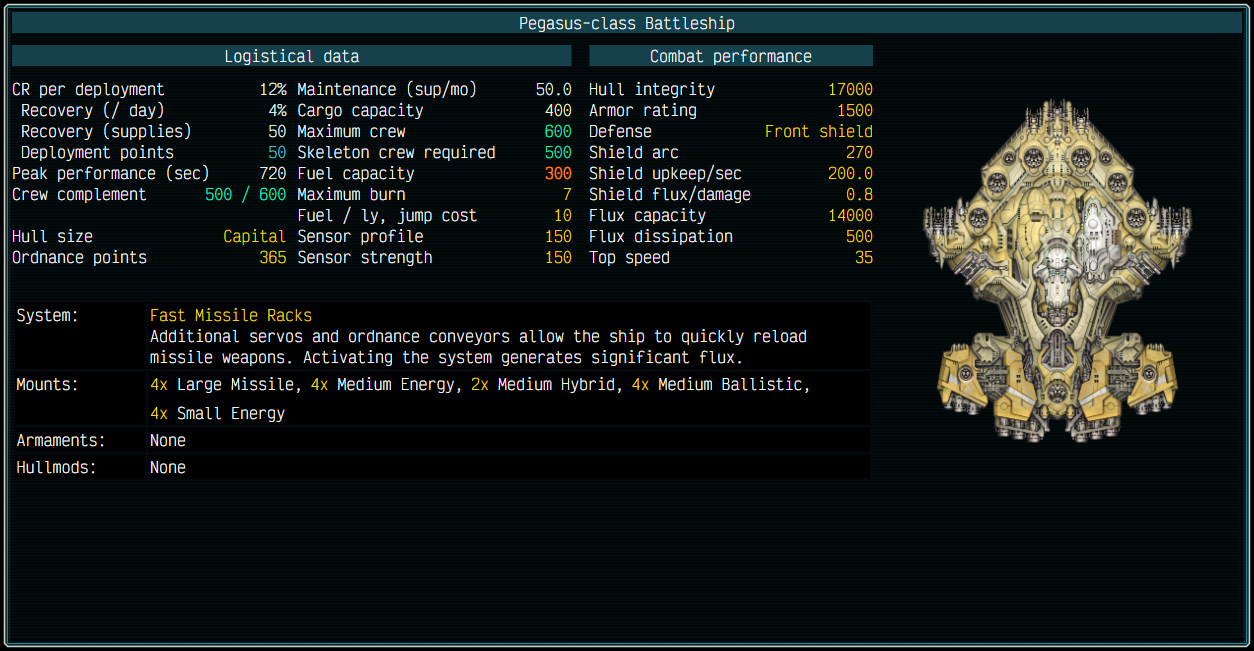 Pegasus-class Battleship
Logistical data
Combat performance
CR per deployment 12% Maintenance (sup/mo) 50.0 Hull integrity 17000
Recovery (/ day) 4% Cargo capacity 400 Armor rating 1500
Recovery (supplies) 50 Maximum crew 600 Defense Front shield
Deployment points 50 Skeleton crew required 500 Shield arc 270
Peak performance (sec) 720 Fuel capacity 300 Shield upkeep/sec 200.0
Crew complement 500 / 600 Maximum burn 7 Shield flux/damage 0.8
Fuel / ly, jump cost 10 Flux capacity 14000
Hull size Capital Sensor profile 150 Flux dissipation 500
Ordnance points 365 Sensor strength 150 Top speed 35
System: Fast Missile Racks
Additional servos and ordnance conveyors allow the ship to quickly reload
missile weapons. Activating the system generates significant flux.
Mounts: 4x Large Missile, 4x Medium Energy, 2x Medium Hybrid, 4x Medium Ballistic,
4x Small Energy
Armaments: None
Hullmods: None